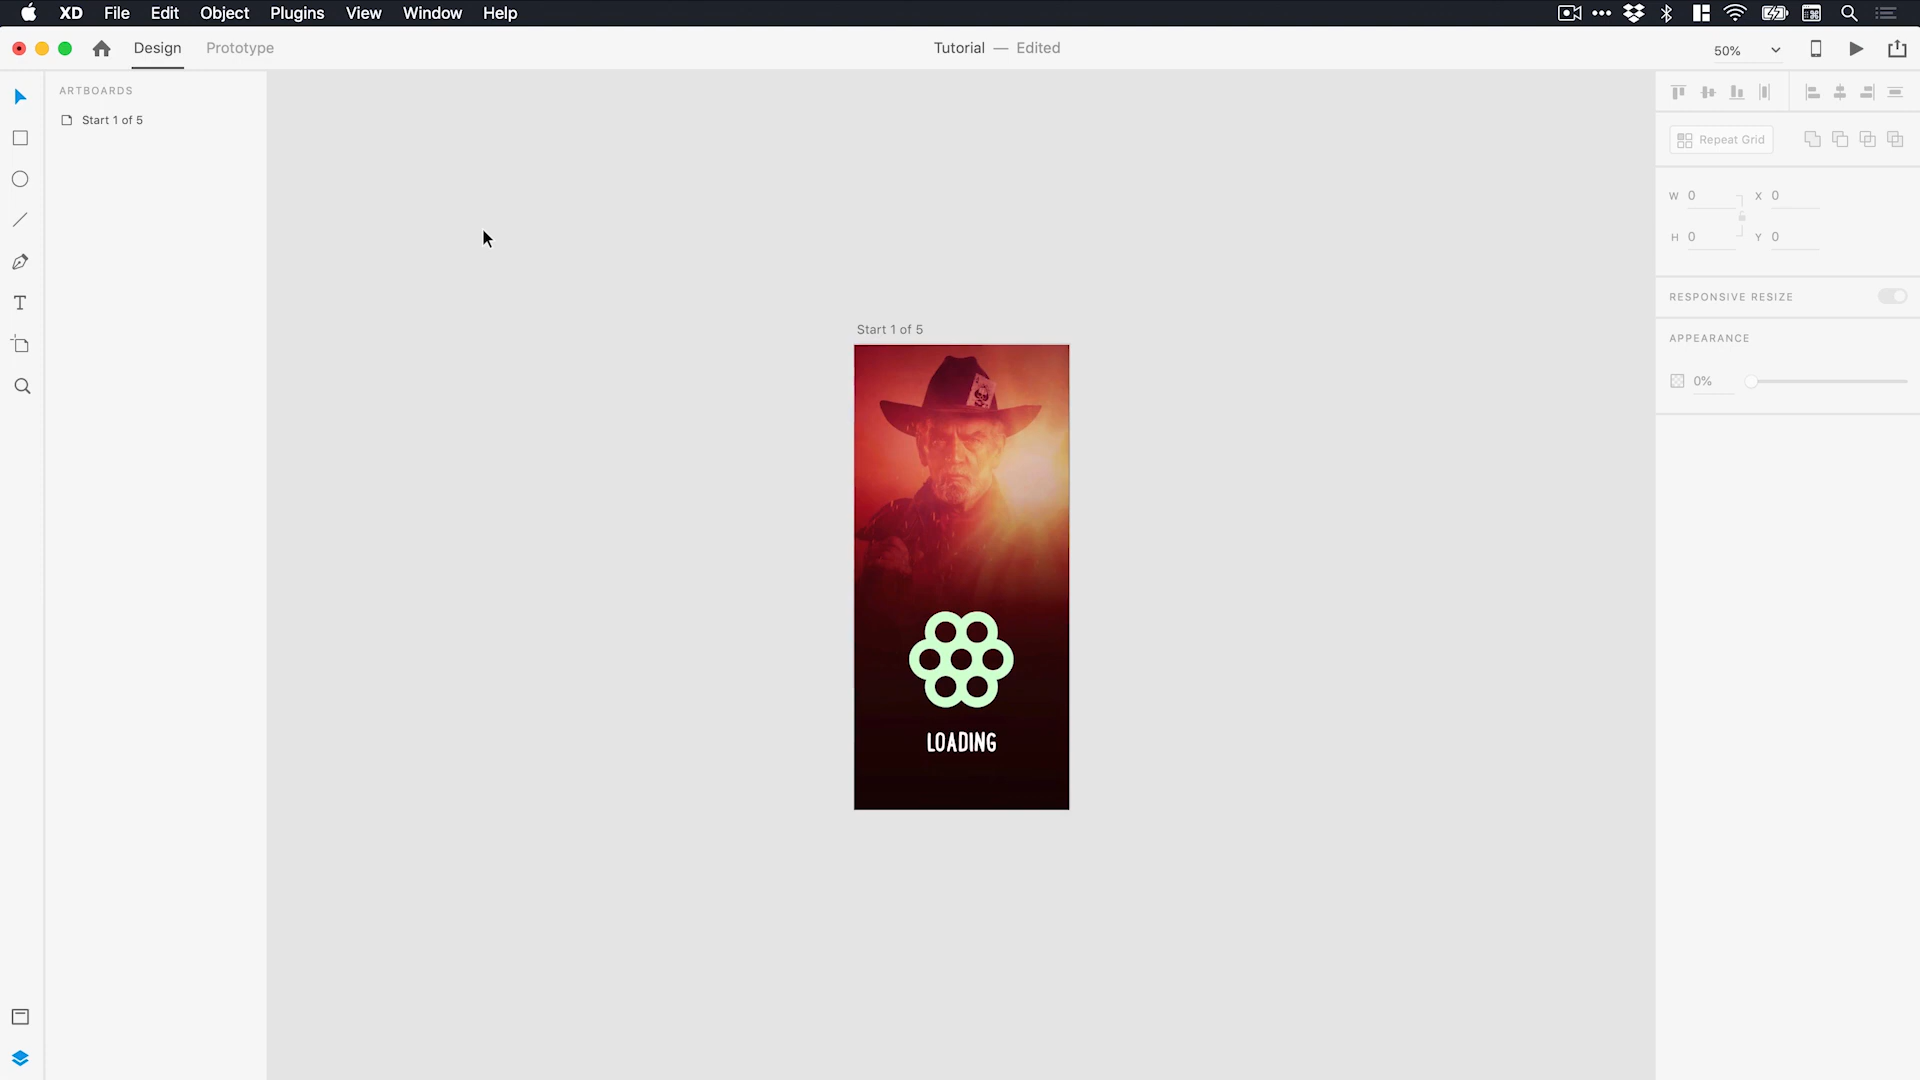 XD File Edit Object Plugins View Window Help
Design Prototype
Tutorial — Edited
50%
ARTBOARDS
Start 1 of 5
Start 1 of 5
LOADING
Repeat Grid
W 0 X 0
H 0 Y 0
RESPONSIVE RESIZE
APPEARANCE
0%